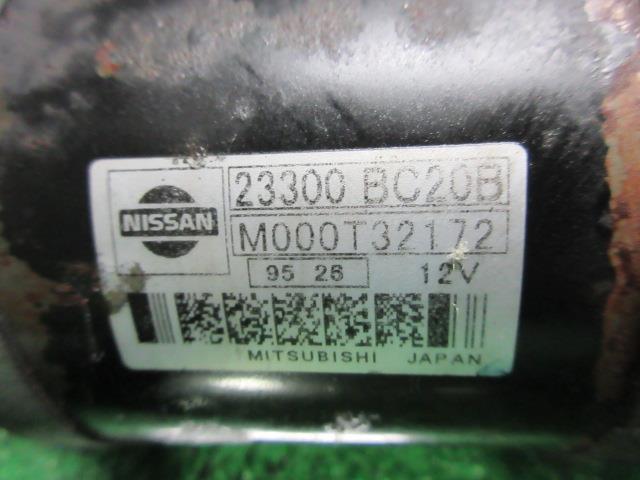 NISSAN
23300 BC20B
M000T32172
95 26 12V
MITSUBISHI JAPAN